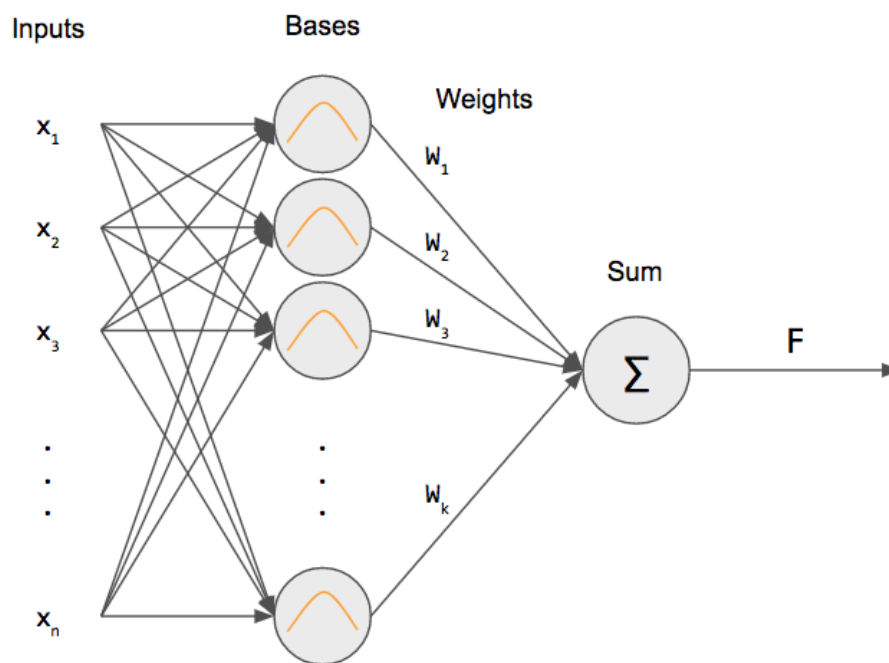 Inputs
Bases
Weights
Sum
x1
x2
x3
.
.
.
xn
.
.
.
W1
W2
W3
Wk
Σ
F